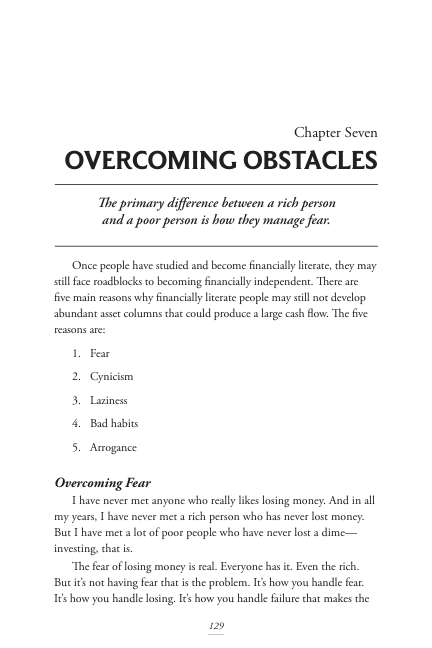 Chapter Seven
OVERCOMING OBSTACLES
The primary difference between a rich person
and a poor person is how they manage fear.
Once people have studied and become financially literate, they may
still face roadblocks to becoming financially independent. There are
five main reasons why financially literate people may still not develop
abundant asset columns that could produce a large cash flow. The five
reasons are:
1. Fear
2. Cynicism
3. Laziness
4. Bad habits
5. Arrogance
Overcoming Fear
I have never met anyone who really likes losing money. And in all
my years, I have never met a rich person who has never lost money.
But I have met a lot of poor people who have never lost a dime—
investing, that is.
The fear of losing money is real. Everyone has it. Even the rich.
But it's not having fear that is the problem. It's how you handle fear.
It's how you handle losing. It's how you handle failure that makes the
129